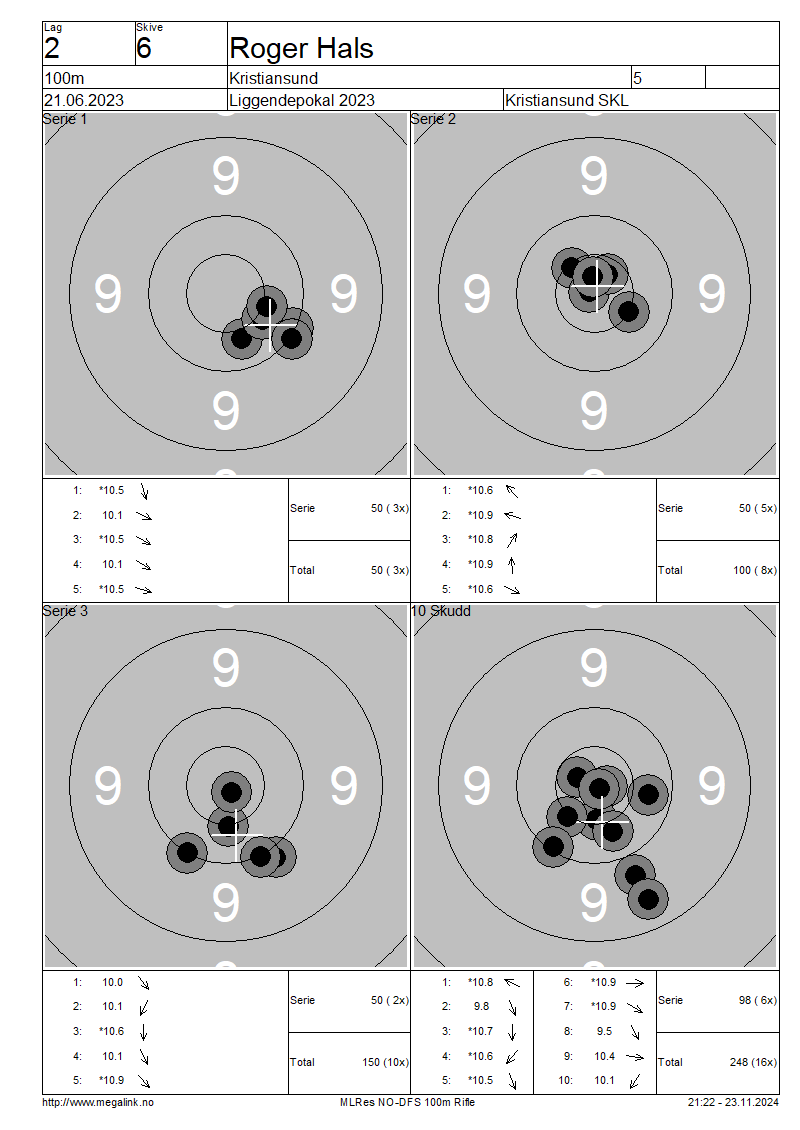 Lag Skive
2 6 Roger Hals
100m Kristiansund 5
21.06.2023 Liggendepokal 2023 Kristiansund SKL
Serie 1 Serie 2
9 9
9 9 9 9
9 9
1: *10.5 1: *10.6
2: 10.1 Serie 50 ( 3x) 2: *10.9 Serie 50 ( 5x)
3: *10.5 3: *10.8
4: 10.1 Total 50 ( 3x) 4: *10.9 Total 100 ( 8x)
5: *10.5 5: *10.6
Serie 3 10 Skudd
9 9
9 9 9 9
9 9
1: 10.0 1: *10.8 6: *10.9
2: 10.1 Serie 50 ( 2x) 2: 9.8 7: *10.9 Serie 98 ( 6x)
3: *10.6 3: *10.7 8: 9.5
4: 10.1 Total 150 (10x) 4: *10.6 9: 10.4 Total 248 (16x)
5: *10.9 5: *10.5 10: 10.1
http://www.megalink.no MLRes NO-DFS 100m Rifle 21:22 - 23.11.2024